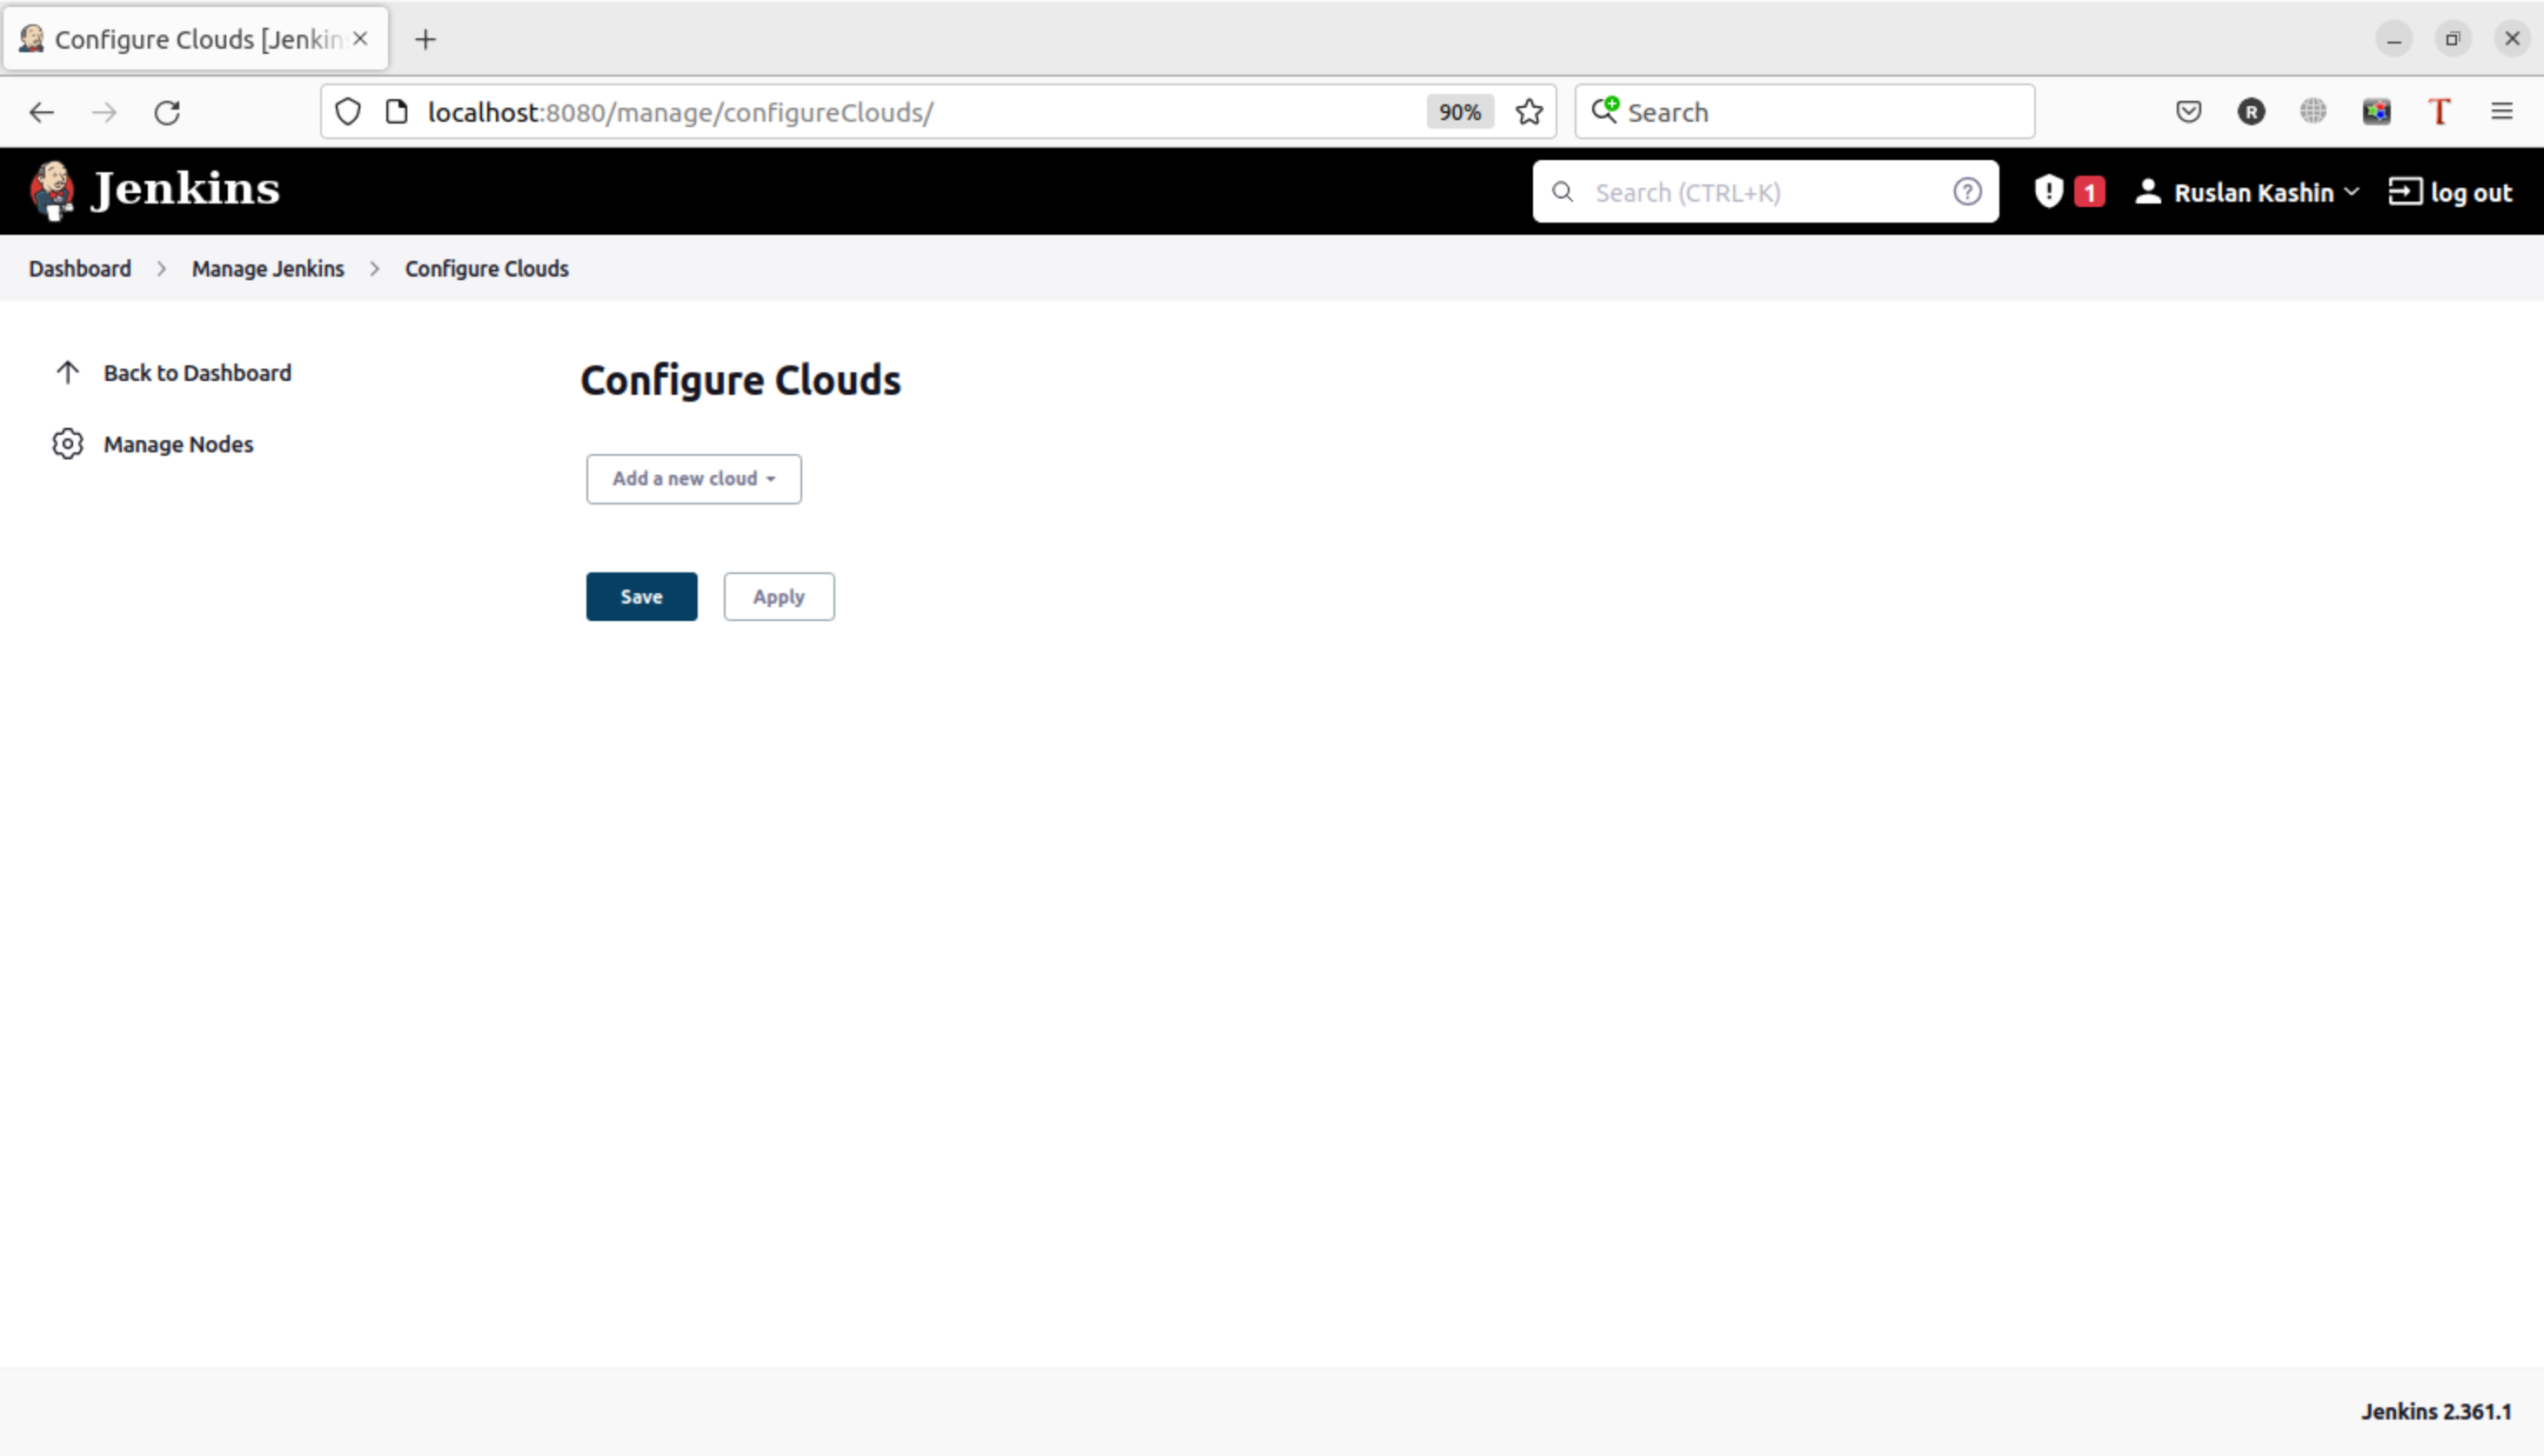 Configure Clouds [Jenkin
localhost:8080/manage/configureClouds/
90%
Search
R
T
Jenkins
Search (CTRL+K)
1
Ruslan Kashin
log out
Dashboard > Manage Jenkins > Configure Clouds
Back to Dashboard
Manage Nodes
Configure Clouds
Add a new cloud
Save
Apply
Jenkins 2.361.1